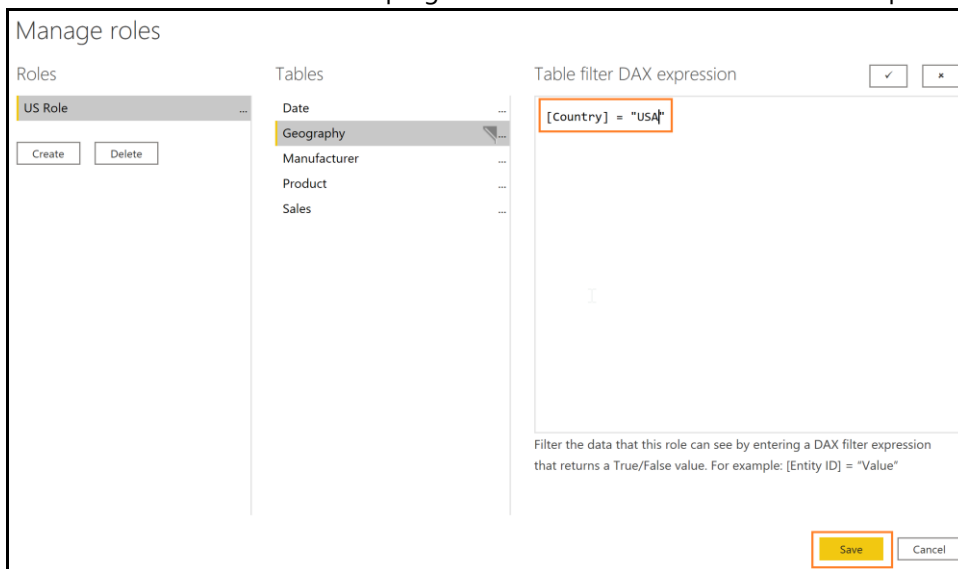 Manage roles
Roles
US Role ...
Create Delete
Tables
Date ...
Geography ...
Manufacturer ...
Product ...
Sales ...
Table filter DAX expression
[Country] = "USA"
Filter the data that this role can see by entering a DAX filter expression
that returns a True/False value. For example: [Entity ID] = “Value”
Save Cancel